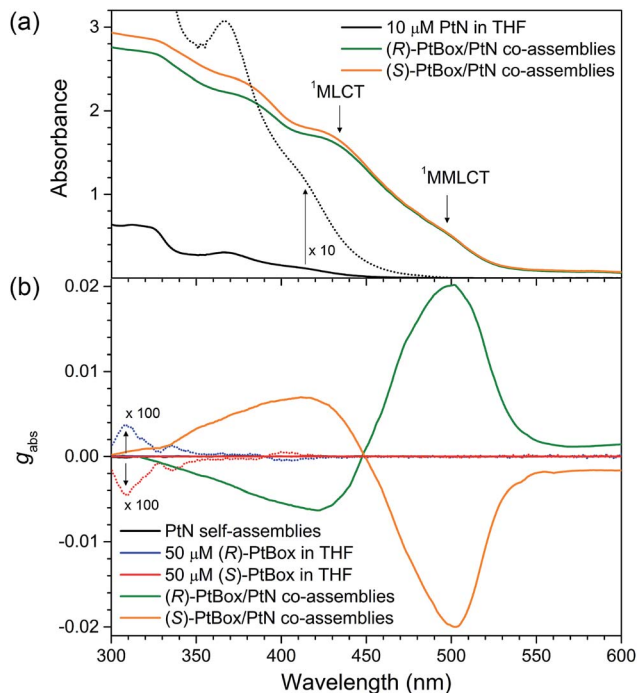 (a)
3
2
1
Absorbance
10 μM PtN in THF
(R)-PtBox/PtN co-assemblies
(S)-PtBox/PtN co-assemblies
¹MLCT
¹MMLCT
x 10
(b)
0.02
0.01
0.00
-0.01
-0.02
g_abs
x 100
x 100
PtN self-assemblies
50 μM (R)-PtBox in THF
50 μM (S)-PtBox in THF
(R)-PtBox/PtN co-assemblies
(S)-PtBox/PtN co-assemblies
300 350 400 450 500 550 600
Wavelength (nm)